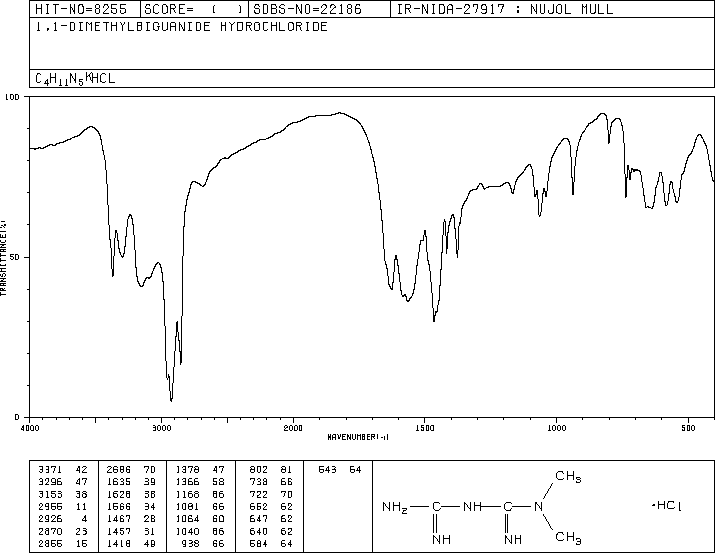 HIT-NO=8255 SCORE= ( ) SDBS-NO=22186 IR-NIDA-27917 : NUJOL MULL
1,1-DIMETHYLBIGUANIDE HYDROCHLORIDE
C4H11N5 HCL
100
50
0
TRANSMITTANCE(%)
4000 3000 2000 1500 1000 500
WAVENUMBER(-1)
3371 42 2686 70 1378 47 802 81 543 64
3296 47 1635 39 1366 58 738 66
3153 38 1628 38 1168 86 722 70
2955 11 1566 34 1081 66 662 62
2926 4 1467 28 1064 60 647 62
2870 23 1457 31 1040 86 640 62
2855 15 1418 49 938 66 584 64
CH3
NH2 C NH C N •HCl
NH NH CH3